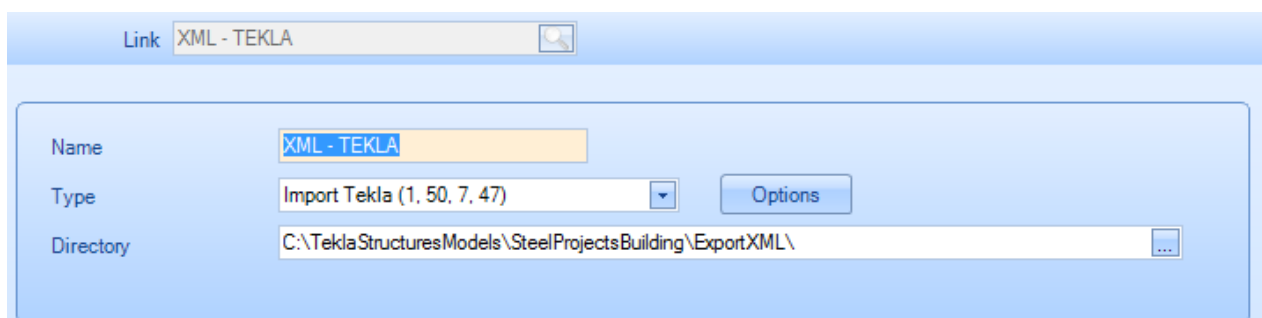 Link XML - TEKLA
Name XML - TEKLA
Type Import Tekla (1, 50, 7, 47) Options
Directory C:\TeklaStructuresModels\SteelProjectsBuilding\ExportXML\ ...